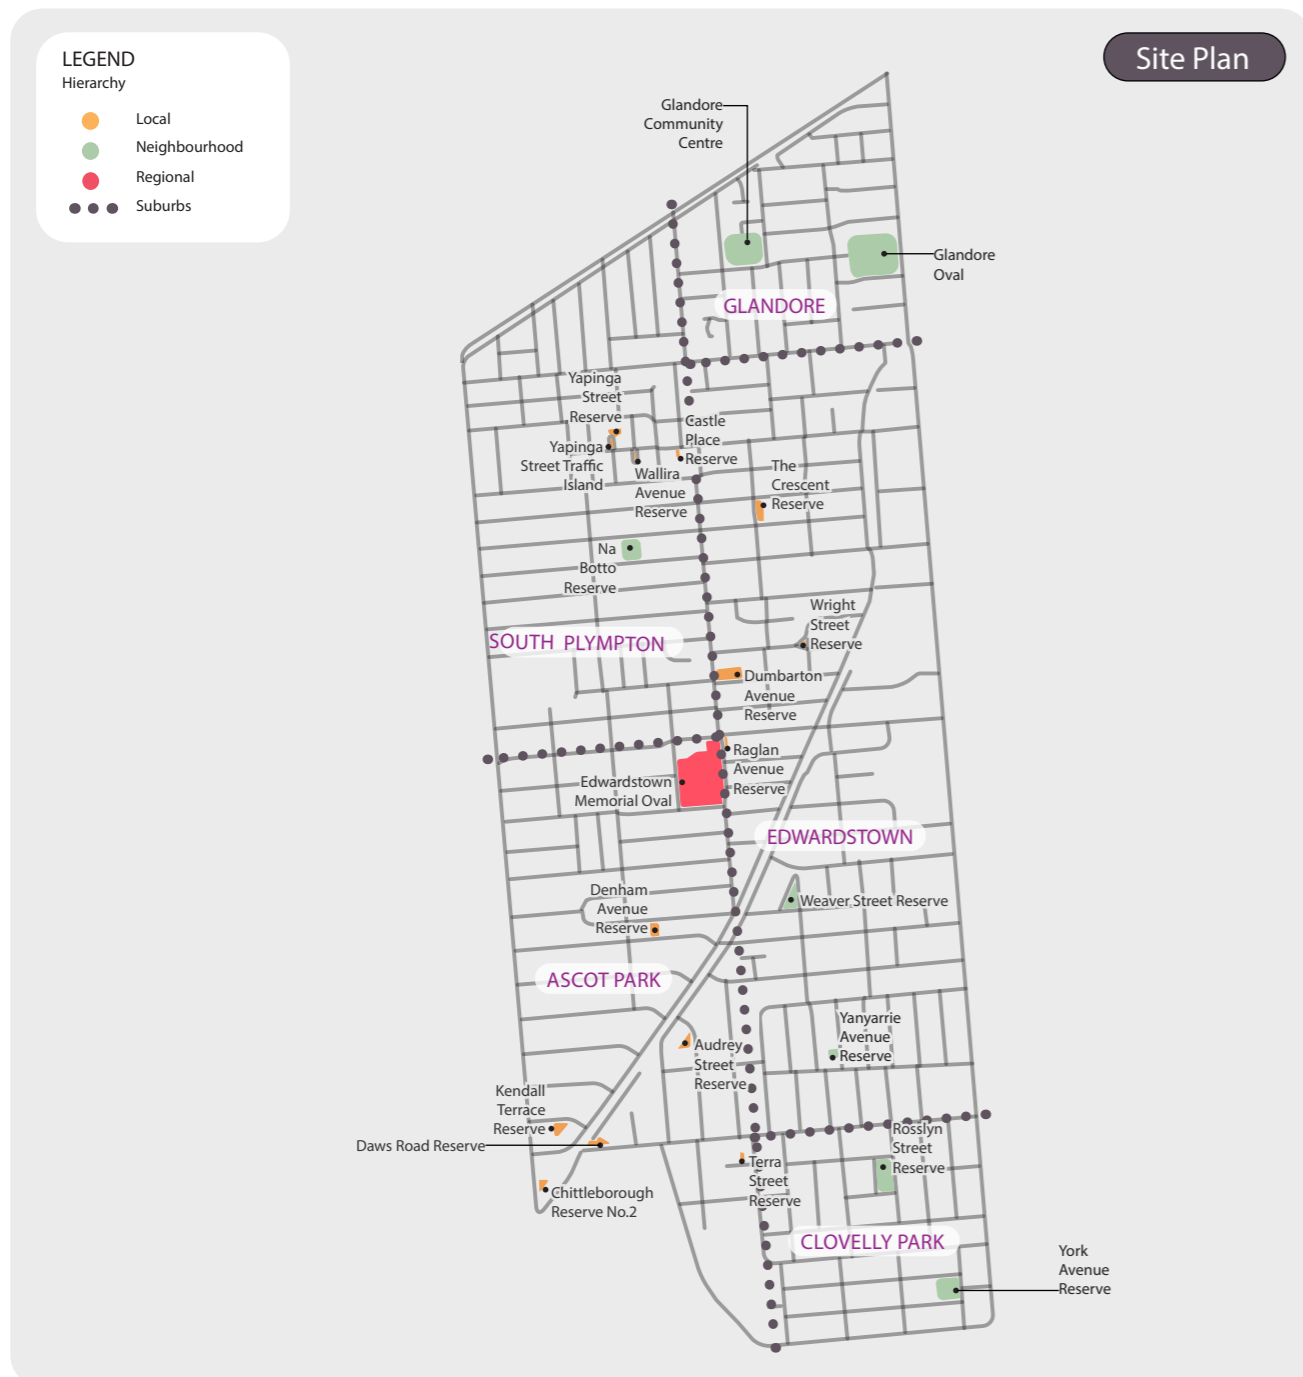 LEGEND
Hierarchy
Local
Neighbourhood
Regional
Suburbs
Site Plan
Glandore
Community
Centre
Glandore
Oval
GLANDORE
Yapinga
Street
Reserve
Yapinga
Street Traffic
Island
Wallira
Avenue
Reserve
Castle
Place
Reserve
The
Crescent
Reserve
Na
Botto
Reserve
Wright
Street
Reserve
SOUTH PLYMPTON
Dumbarton
Avenue
Reserve
Raglan
Avenue
Reserve
Edwardstown
Memorial Oval
EDWARDSTOWN
Denham
Avenue
Reserve
Weaver Street Reserve
ASCOT PARK
Yanyarrie
Avenue
Reserve
Audrey
Street
Reserve
Kendall
Terrace
Reserve
Daws Road Reserve
Rosslyn
Street
Reserve
Terra
Street
Reserve
Chittleborough
Reserve No.2
CLOVELLY PARK
York
Avenue
Reserve